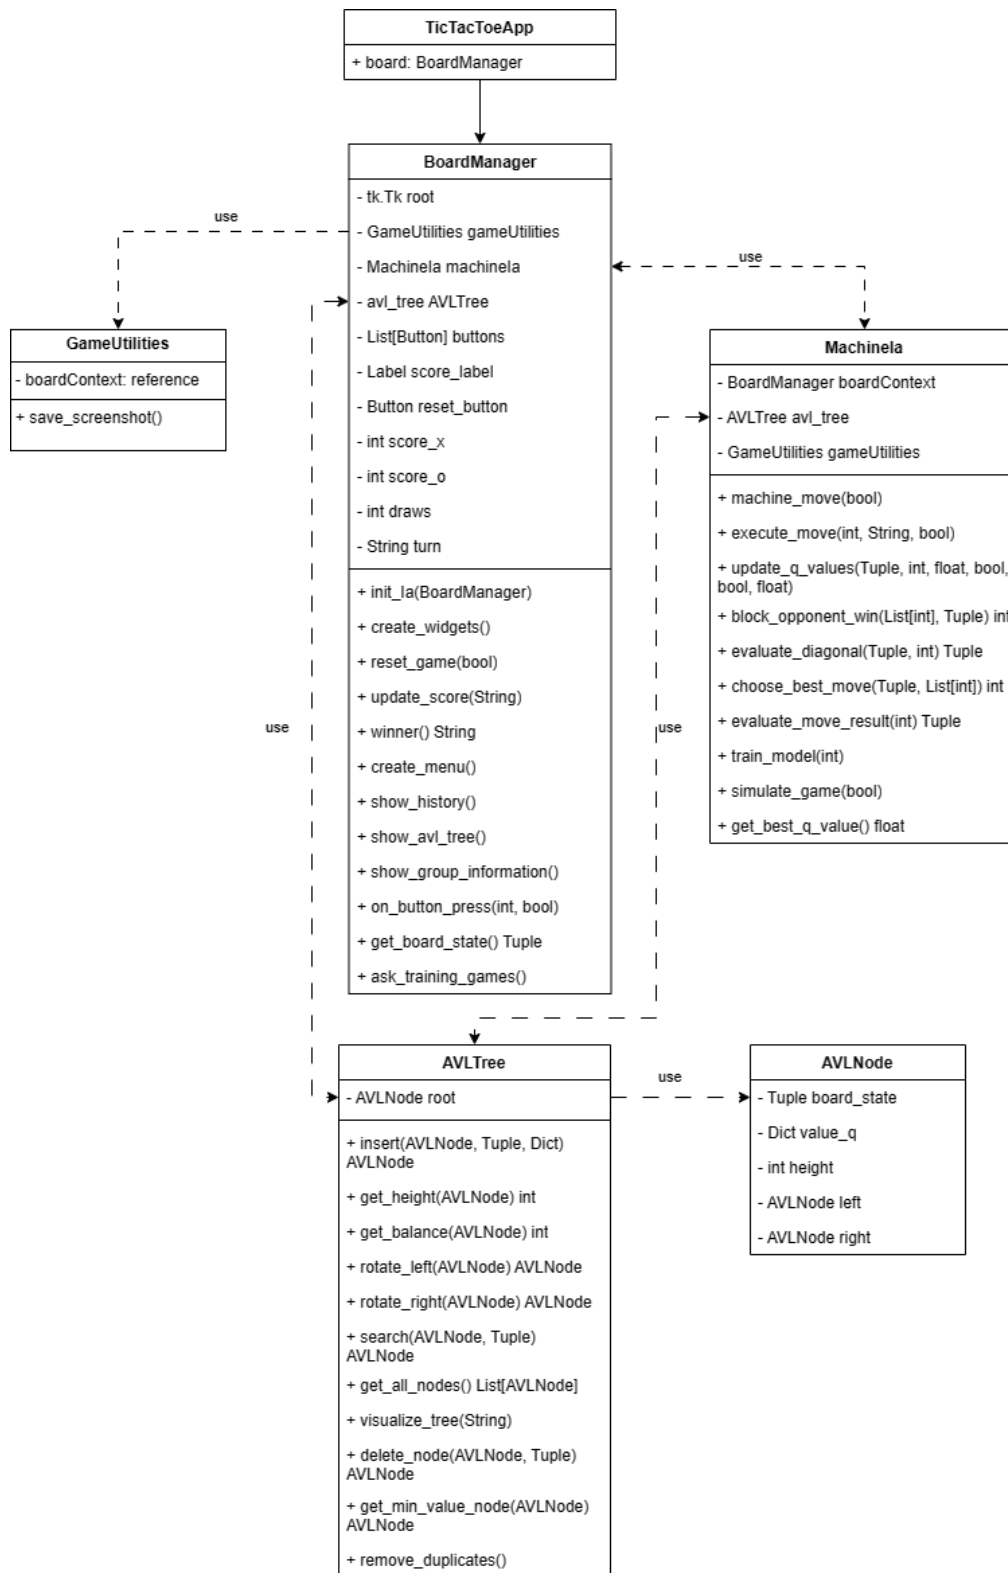 TicTacToeApp
+ board: BoardManager
BoardManager
- tk.Tk root
- GameUtilities gameUtilities
- MachineIa machineIa
- avl_tree AVLTree
- List[Button] buttons
- Label score_label
- Button reset_button
- int score_x
- int score_o
- int draws
- String turn
+ init_Ia(BoardManager)
+ create_widgets()
+ reset_game(bool)
+ update_score(String)
+ winner() String
+ create_menu()
+ show_history()
+ show_avl_tree()
+ show_group_information()
+ on_button_press(int, bool)
+ get_board_state() Tuple
+ ask_training_games()
use
use
use
use
GameUtilities
- boardContext: reference
+ save_screenshot()
MachineIa
- BoardManager boardContext
- AVLTree avl_tree
- GameUtilities gameUtilities
+ machine_move(bool)
+ execute_move(int, String, bool)
+ update_q_values(Tuple, int, float, bool,
bool, float)
+ block_opponent_win(List[int], Tuple) int
+ evaluate_diagonal(Tuple, int) Tuple
+ choose_best_move(Tuple, List[int]) int
+ evaluate_move_result(int) Tuple
+ train_model(int)
+ simulate_game(bool)
+ get_best_q_value() float
AVLTree
- AVLNode root
+ insert(AVLNode, Tuple, Dict)
AVLNode
+ get_height(AVLNode) int
+ get_balance(AVLNode) int
+ rotate_left(AVLNode) AVLNode
+ rotate_right(AVLNode) AVLNode
+ search(AVLNode, Tuple)
AVLNode
+ get_all_nodes() List[AVLNode]
+ visualize_tree(String)
+ delete_node(AVLNode, Tuple)
AVLNode
+ get_min_value_node(AVLNode)
AVLNode
+ remove_duplicates()
use
AVLNode
- Tuple board_state
- Dict value_q
- int height
- AVLNode left
- AVLNode right